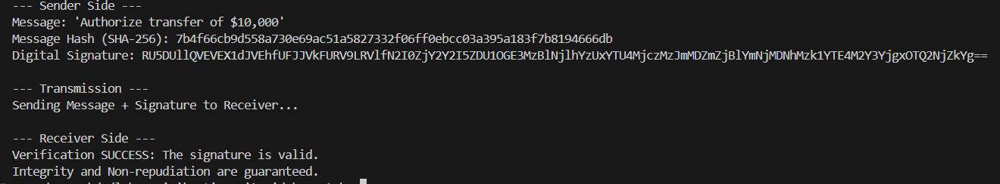 --- Sender Side ---
Message: 'Authorize transfer of $10,000'
Message Hash (SHA-256): 7b4f66cb9d558a730e69ac51a5827332f06ff0ebcc03a395a183f7b8194666db
Digital Signature: RU5DUllQVEVEX1dJVEhfUFJJVkFURV9LRVlfN2I0ZjY2Y2I5ZDU1OGE3MzBlNjlhYzUxYTU4MjczMzJmMDZmZjBlYmNjMDNhMzk1YTE4M2Y3YjgxOTQ2NjZkYg==
--- Transmission ---
Sending Message + Signature to Receiver...
--- Receiver Side ---
Verification SUCCESS: The signature is valid.
Integrity and Non-repudiation are guaranteed.